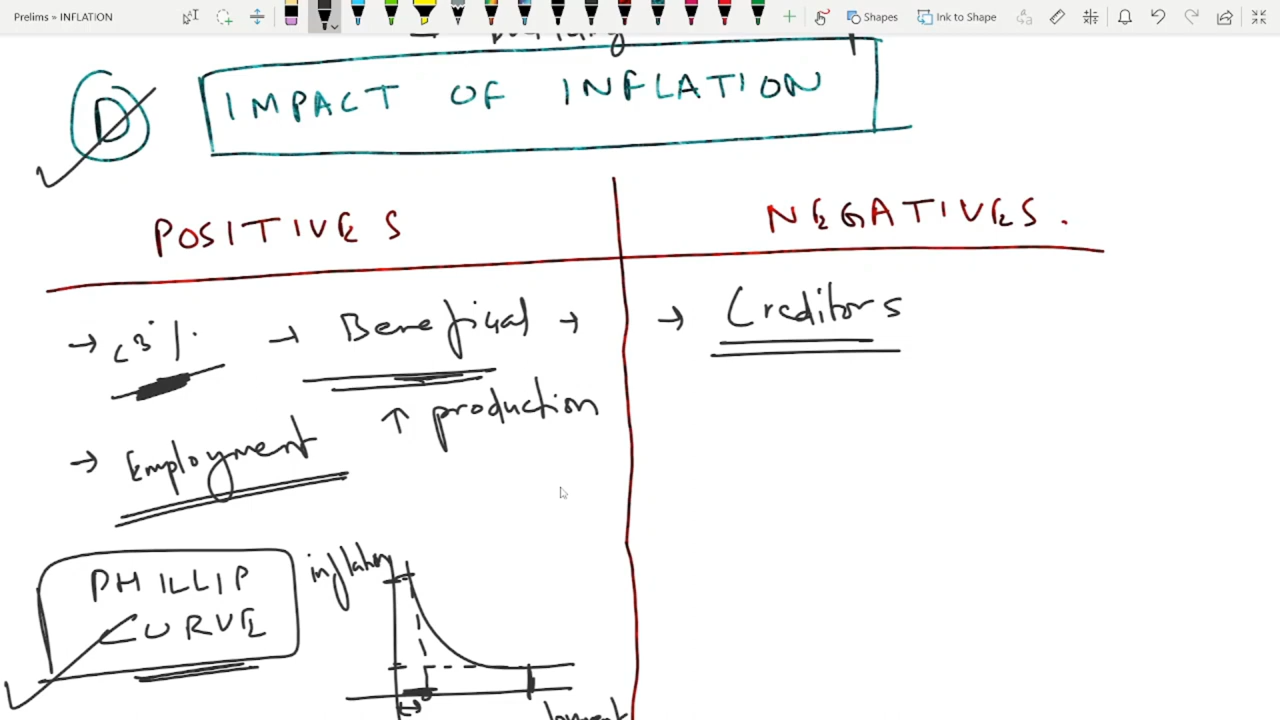 Prelims » INFLATION
Shapes
Ink to Shape
D
IMPACT OF INFLATION
POSITIVES
NEGATIVES.
→ <3% → Beneficial →
↑ production
→ Employment
→ Creditors
PHILLIP
CURVE
inflation